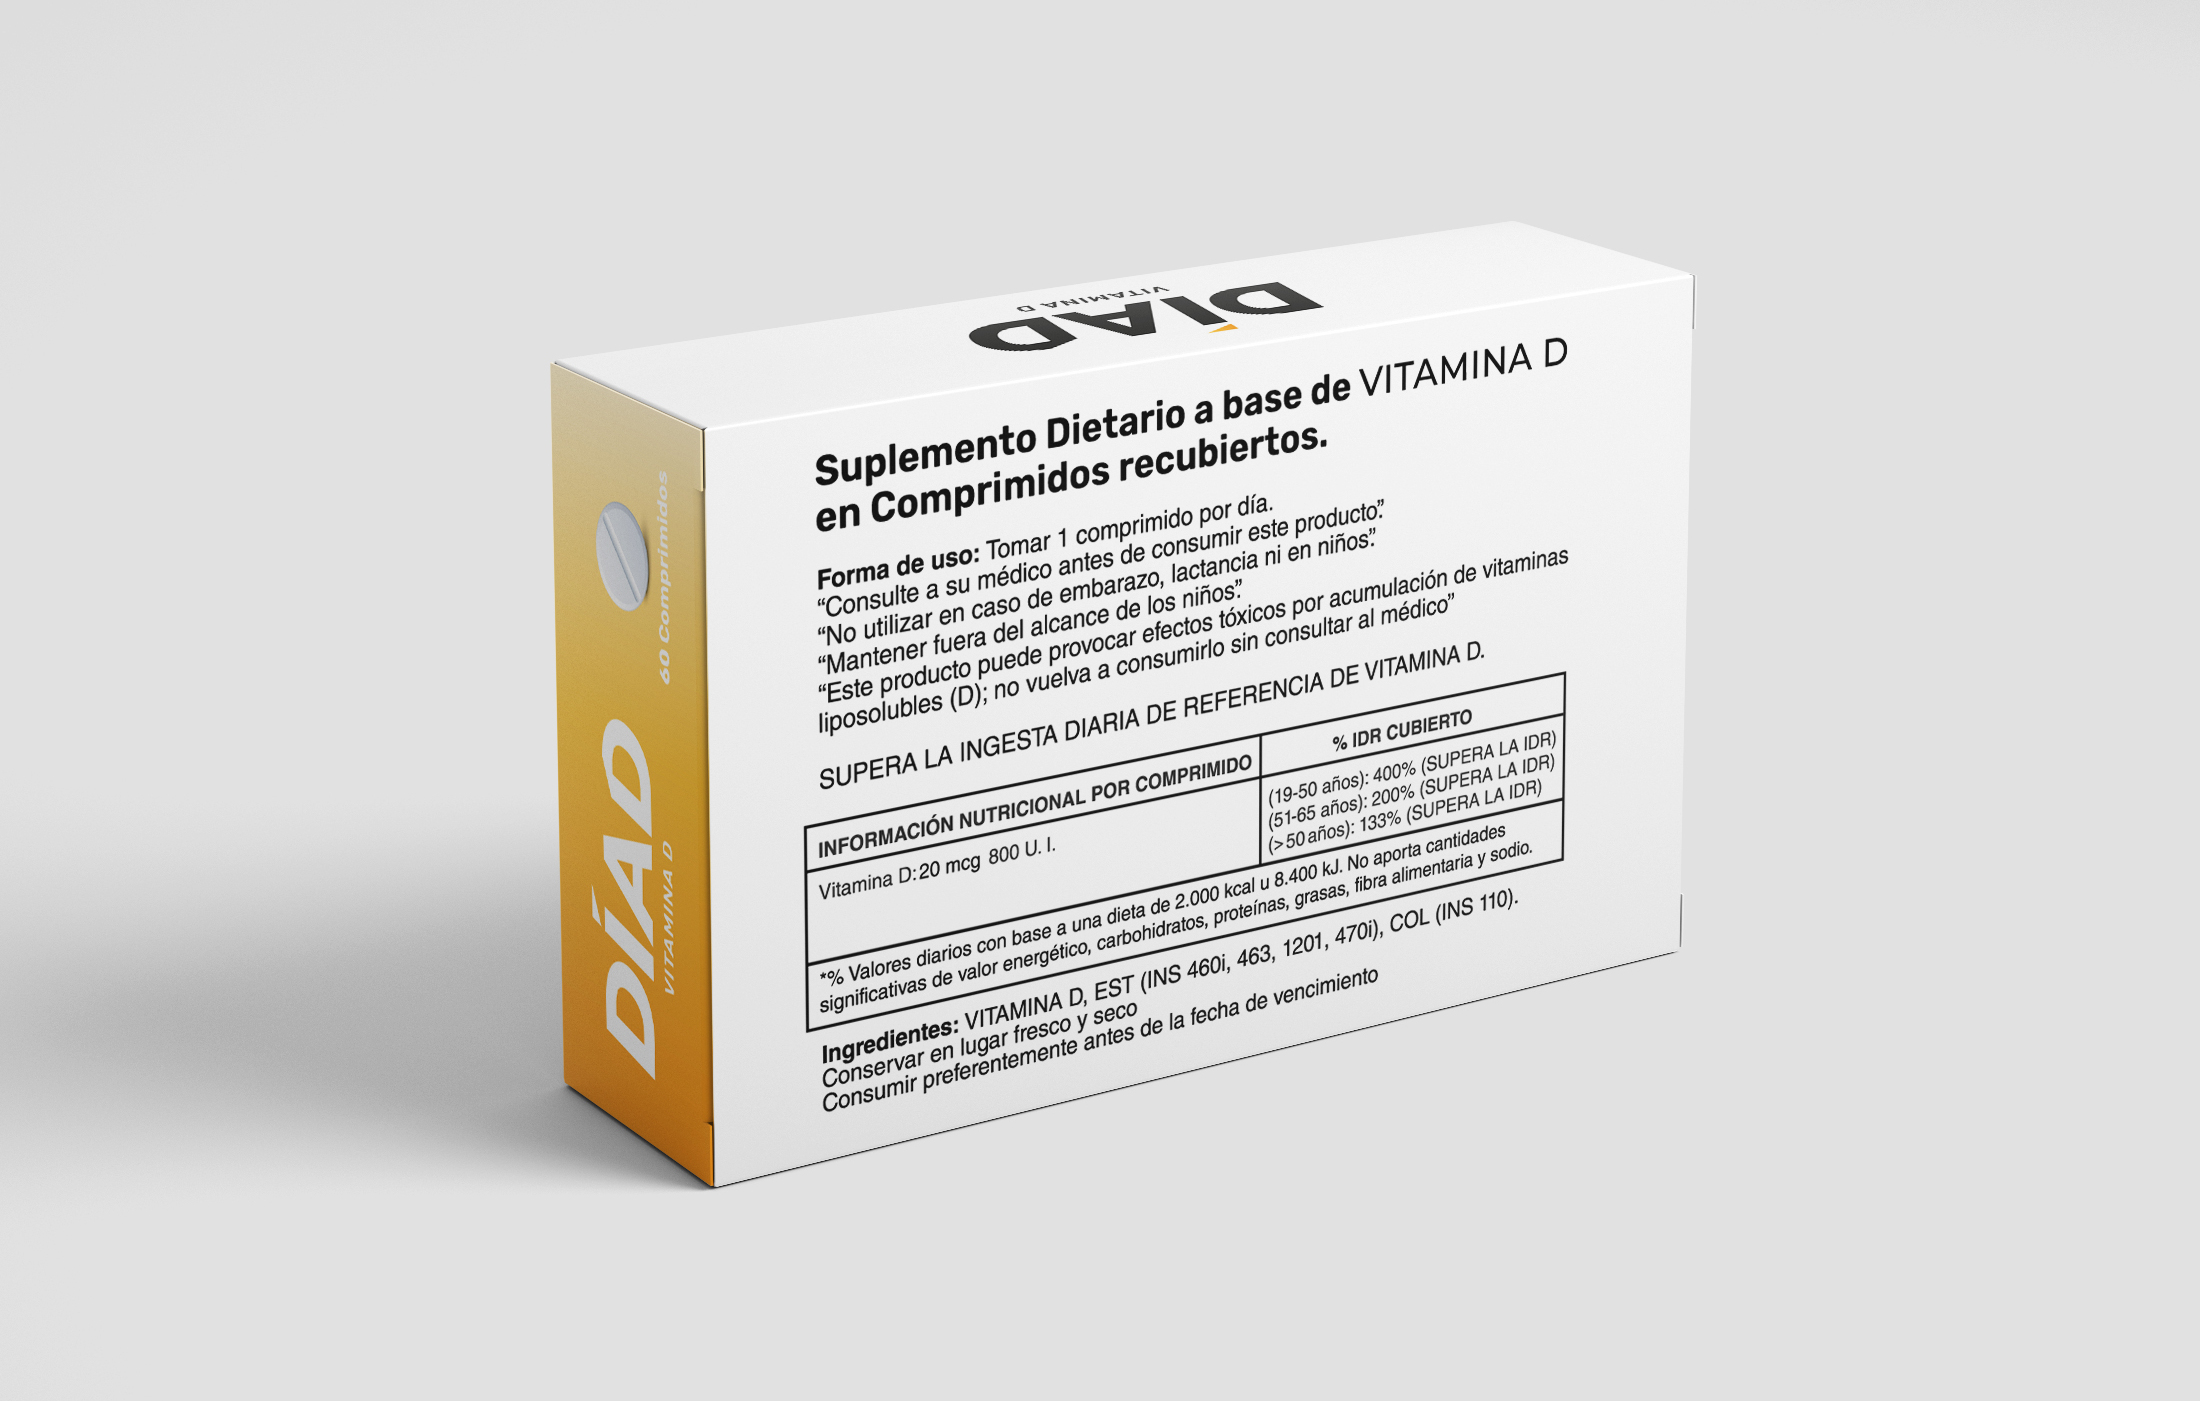 DÍAD
VITAMINA D
Suplemento Dietario a base de VITAMINA D
en Comprimidos recubiertos.
Forma de uso: Tomar 1 comprimido por día.
“Consulte a su médico antes de consumir este producto”.
“No utilizar en caso de embarazo, lactancia ni en niños”.
“Mantener fuera del alcance de los niños”.
“Este producto puede provocar efectos tóxicos por acumulación de vitaminas
liposolubles (D); no vuelva a consumirlo sin consultar al médico”
SUPERA LA INGESTA DIARIA DE REFERENCIA DE VITAMINA D.
INFORMACIÓN NUTRICIONAL POR COMPRIMIDO
% IDR CUBIERTO
Vitamina D: 20 mcg 800 U. I.
(19-50 años): 400% (SUPERA LA IDR)
(51-65 años): 200% (SUPERA LA IDR)
(> 50 años): 133% (SUPERA LA IDR)
*% Valores diarios con base a una dieta de 2.000 kcal u 8.400 kJ. No aporta cantidades
significativas de valor energético, carbohidratos, proteínas, grasas, fibra alimentaria y sodio.
Ingredientes: VITAMINA D, EST (INS 460i, 463, 1201, 470i), COL (INS 110).
Conservar en lugar fresco y seco
Consumir preferentemente antes de la fecha de vencimiento
DÍAD
VITAMINA D
60 Comprimidos